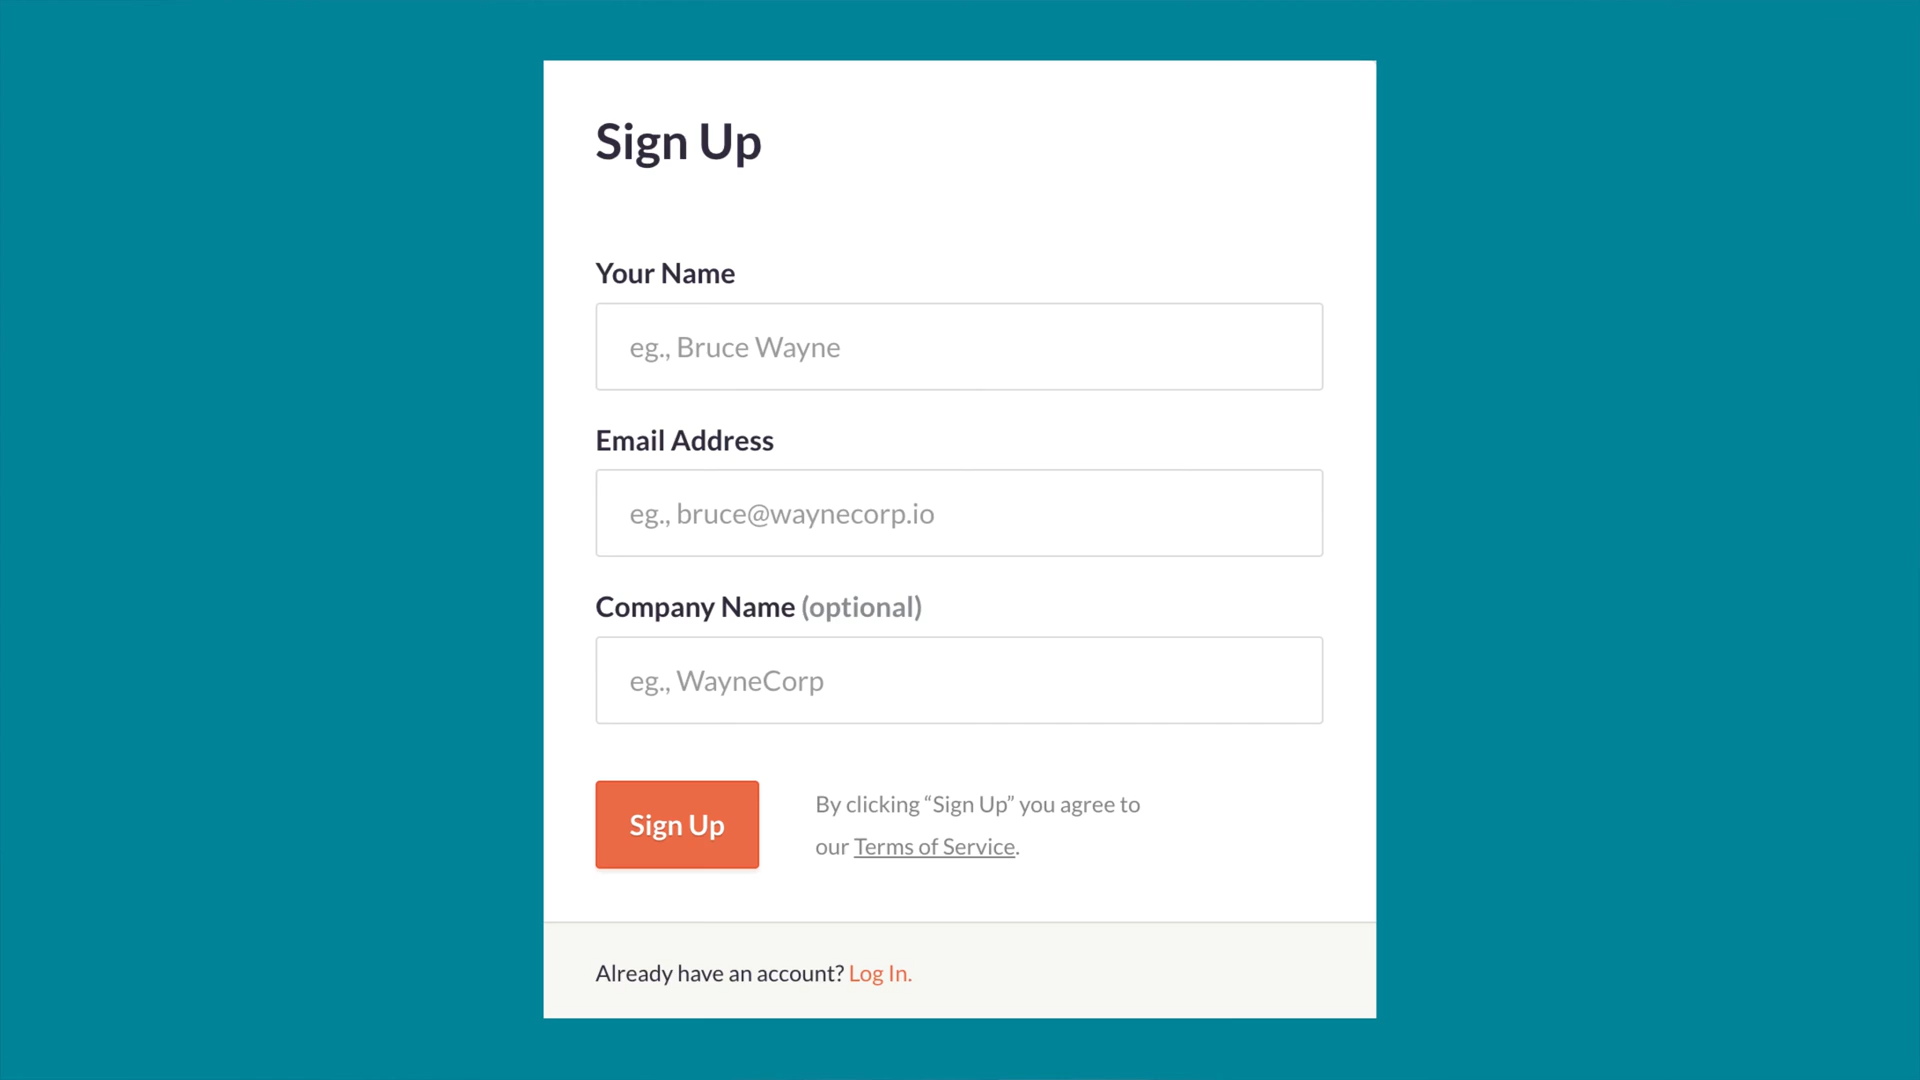 Sign Up
Your Name
eg., Bruce Wayne
Email Address
eg., bruce@waynecorp.io
Company Name (optional)
eg., WayneCorp
Sign Up
By clicking “Sign Up” you agree to
our Terms of Service.
Already have an account? Log In.